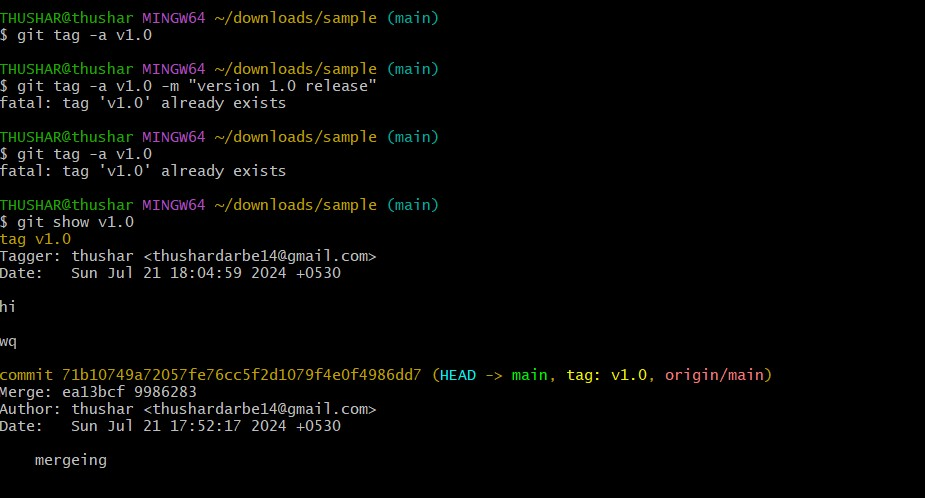 THUSHAR@thushar MINGW64 ~/downloads/sample (main)
$ git tag -a v1.0
THUSHAR@thushar MINGW64 ~/downloads/sample (main)
$ git tag -a v1.0 -m "version 1.0 release"
fatal: tag 'v1.0' already exists
THUSHAR@thushar MINGW64 ~/downloads/sample (main)
$ git tag -a v1.0
fatal: tag 'v1.0' already exists
THUSHAR@thushar MINGW64 ~/downloads/sample (main)
$ git show v1.0
tag v1.0
Tagger: thushar <thushardarbe14@gmail.com>
Date:   Sun Jul 21 18:04:59 2024 +0530
hi
wq
commit 71b10749a72057fe76cc5f2d1079f4e0f4986dd7 (HEAD -> main, tag: v1.0, origin/main)
Merge: ea13bcf 9986283
Author: thushar <thushardarbe14@gmail.com>
Date:   Sun Jul 21 17:52:17 2024 +0530
    mergeing